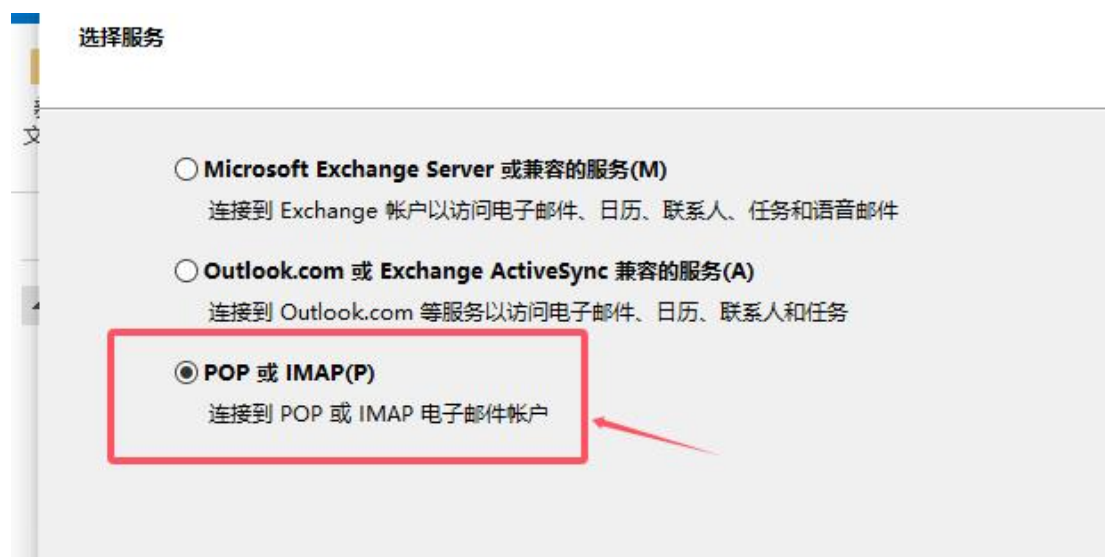 选择服务
文
Microsoft Exchange Server 或兼容的服务(M)
连接到 Exchange 帐户以访问电子邮件、日历、联系人、任务和语音邮件
Outlook.com 或 Exchange ActiveSync 兼容的服务(A)
连接到 Outlook.com 等服务以访问电子邮件、日历、联系人和任务
POP 或 IMAP(P)
连接到 POP 或 IMAP 电子邮件帐户